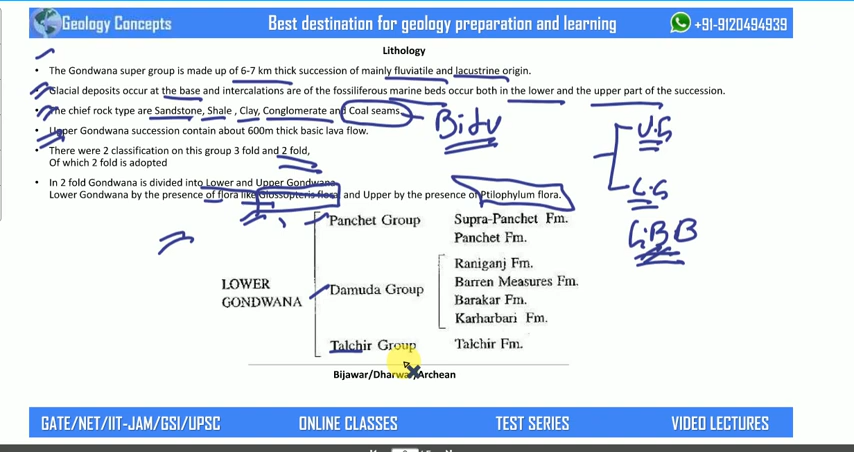 Geology Concepts
Best destination for geology preparation and learning
+91-9120494939
Lithology
• The Gondwana super group is made up of 6-7 km thick succession of mainly fluviatile and lacustrine origin.
• Glacial deposits occur at the base and intercalations are of the fossiliferous marine beds occur both in the lower and the upper part of the succession.
• The chief rock type are Sandstone, Shale , Clay, Conglomerate and Coal seams.
• Upper Gondwana succession contain about 600m thick basic lava flow.
• There were 2 classification on this group 3 fold and 2 fold,
Of which 2 fold is adopted
• In 2 fold Gondwana is divided into Lower and Upper Gondwana
Lower Gondwana by the presence of flora like Glossopteris flora and Upper by the presence of Ptilophylum flora.
U.G
L.G
Panchet Group
Supra-Panchet Fm.
Panchet Fm.
LOWER
GONDWANA
Damuda Group
Raniganj Fm.
Barren Measures Fm.
Barakar Fm.
Karharbari Fm.
Talchir Group
Talchir Fm.
Bijawar/Dharwar/Archean
GATE/NET/IIT-JAM/GSI/UPSC
ONLINE CLASSES
TEST SERIES
VIDEO LECTURES